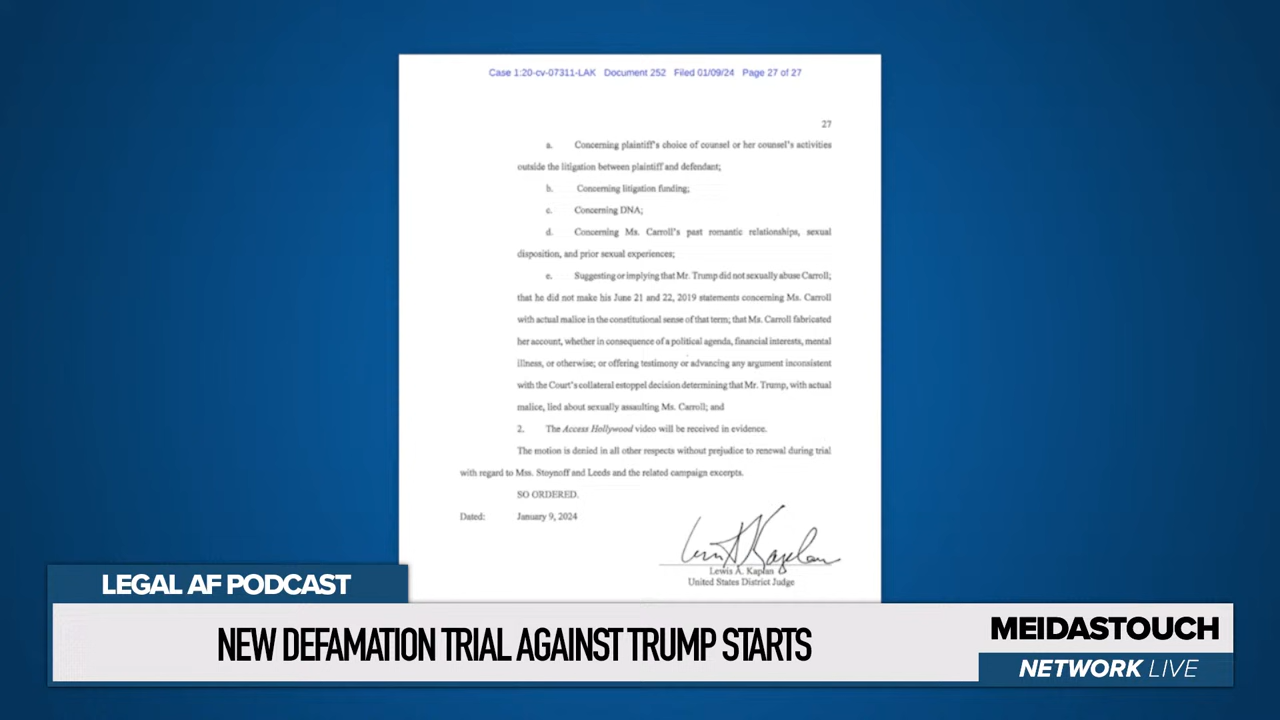 Case 1:20-cv-07311-LAK Document 252 Filed 01/09/24 Page 27 of 27
27
a. Concerning plaintiff's choice of counsel or her counsel's activities
outside the litigation between plaintiff and defendant;
b. Concerning litigation funding;
c. Concerning DNA;
d. Concerning Ms. Carroll's past romantic relationships, sexual
disposition, and prior sexual experiences;
e. Suggesting or implying that Mr. Trump did not sexually abuse Carroll;
that he did not make his June 21 and 22, 2019 statements concerning Ms. Carroll
with actual malice in the constitutional sense of that term; that Ms. Carroll fabricated
her account, whether in consequence of a political agenda, financial interests, mental
illness, or otherwise; or offering testimony or advancing any argument inconsistent
with the Court's collateral estoppel decision determining that Mr. Trump, with actual
malice, lied about sexually assaulting Ms. Carroll; and
2. The Access Hollywood video will be received in evidence.
The motion is denied in all other respects without prejudice to renewal during trial
with regard to Mss. Stoynoff and Leeds and the related campaign excerpts.
SO ORDERED.
Dated: January 9, 2024
Lewis A. Kaplan
Lewis A. Kaplan
United States District Judge
LEGAL AF PODCAST
NEW DEFAMATION TRIAL AGAINST TRUMP STARTS
MEIDASTOUCH
NETWORK LIVE